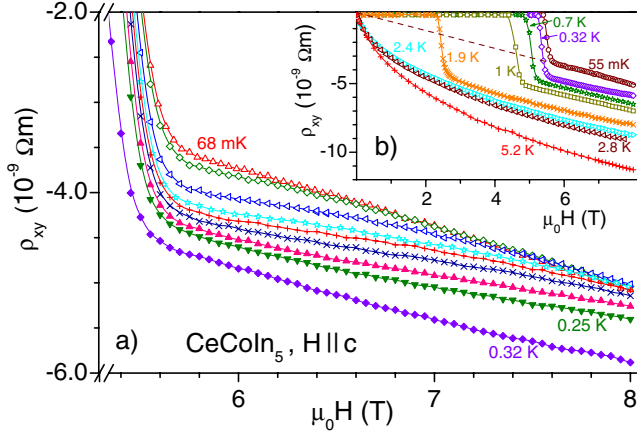 -2.0
-4.0
-6.0
ρxy (10⁻⁹ Ωm)
68 mK
0.25 K
0.32 K
a) CeCoIn₅ , H || c
6 7 8
μ₀H (T)
-5
-10
ρxy (10⁻⁹ Ωm)
0.7 K
0.32 K
2.4 K
1.9 K
1 K
55 mK
2.8 K
5.2 K
b)
2 4 6
μ₀H (T)